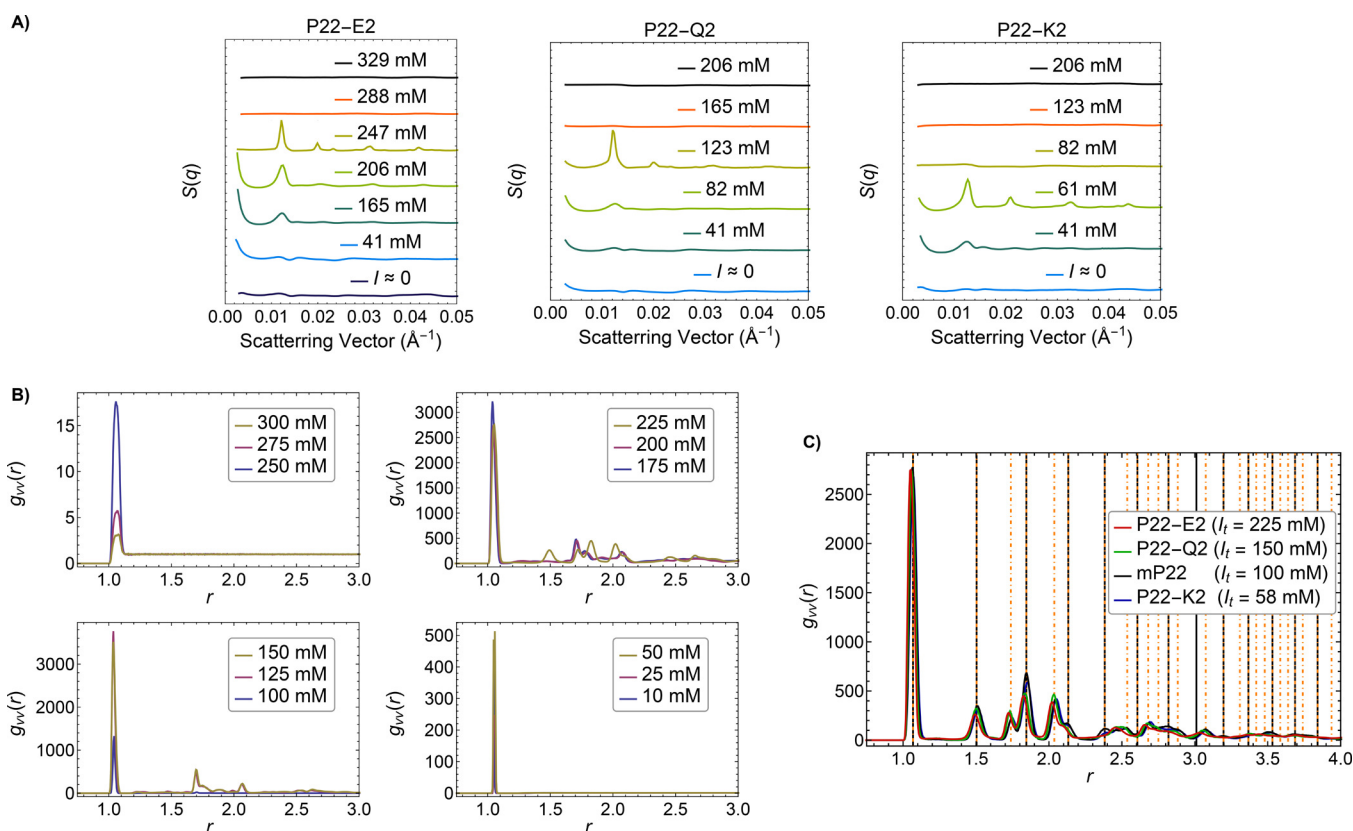 A)
P22–E2
329 mM
288 mM
247 mM
206 mM
165 mM
41 mM
I ≈ 0
S(q)
0.00 0.01 0.02 0.03 0.04 0.05
Scatterring Vector (Å⁻¹)
P22–Q2
206 mM
165 mM
123 mM
82 mM
41 mM
I ≈ 0
S(q)
0.00 0.01 0.02 0.03 0.04 0.05
Scatterring Vector (Å⁻¹)
P22–K2
206 mM
123 mM
82 mM
61 mM
41 mM
I ≈ 0
S(q)
0.00 0.01 0.02 0.03 0.04 0.05
Scatterring Vector (Å⁻¹)
B)
300 mM
275 mM
250 mM
15
10
5
0
gvv(r)
1.0 1.5 2.0 2.5 3.0
r
225 mM
200 mM
175 mM
3000
2500
2000
1500
1000
500
0
gvv(r)
1.0 1.5 2.0 2.5 3.0
r
150 mM
125 mM
100 mM
3000
2000
1000
0
gvv(r)
1.0 1.5 2.0 2.5 3.0
r
50 mM
25 mM
10 mM
500
400
300
200
100
0
gvv(r)
1.0 1.5 2.0 2.5 3.0
r
C)
P22–E2 (It = 225 mM)
P22–Q2 (It = 150 mM)
mP22 (It = 100 mM)
P22–K2 (It = 58 mM)
2500
2000
1500
1000
500
0
gvv(r)
1.0 1.5 2.0 2.5 3.0 3.5 4.0
r